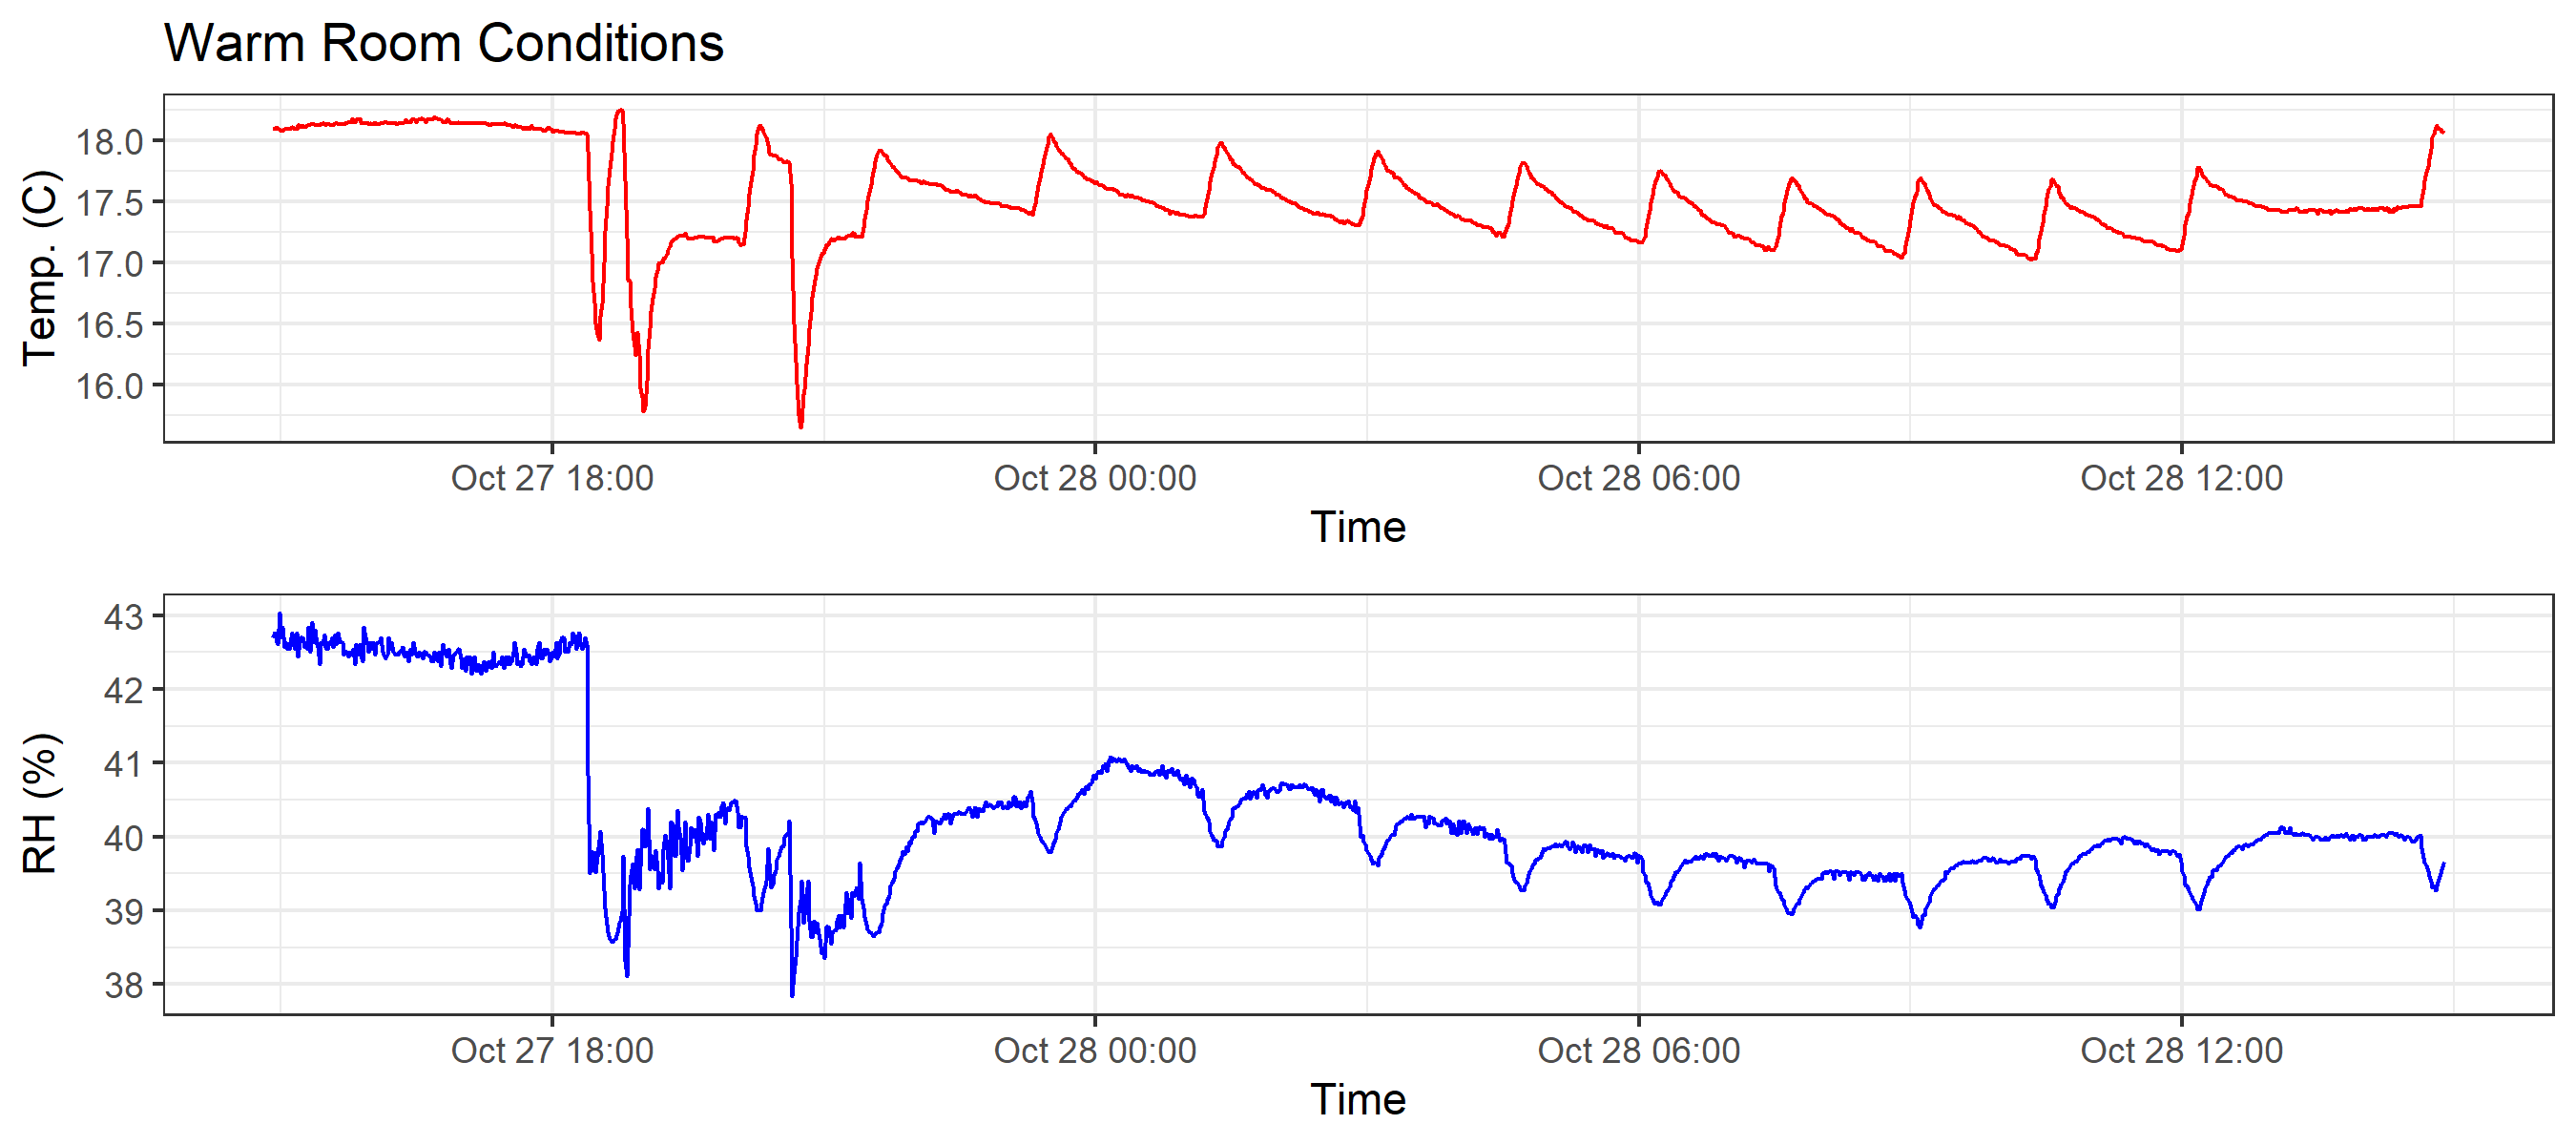 Warm Room Conditions
Temp. (C)
18.0
17.5
17.0
16.5
16.0
Oct 27 18:00 Oct 28 00:00 Oct 28 06:00 Oct 28 12:00
Time
RH (%)
43
42
41
40
39
38
Oct 27 18:00 Oct 28 00:00 Oct 28 06:00 Oct 28 12:00
Time